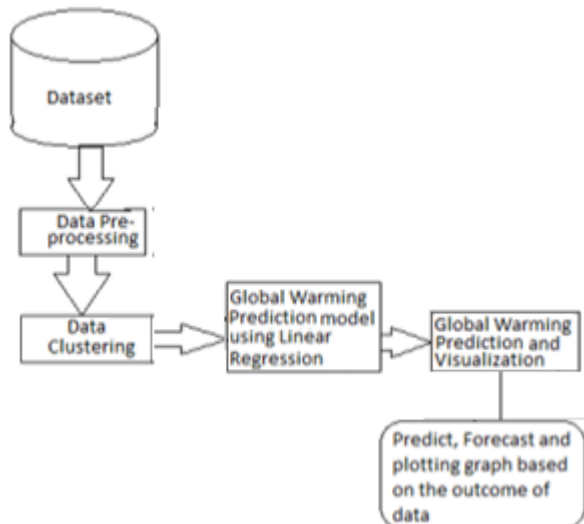 Dataset
Data Pre-
processing
Data
Clustering
Global Warming
Prediction model
using Linear
Regression
Global Warming
Prediction and
Visualization
Predict, Forecast and
plotting graph based
on the outcome of
data